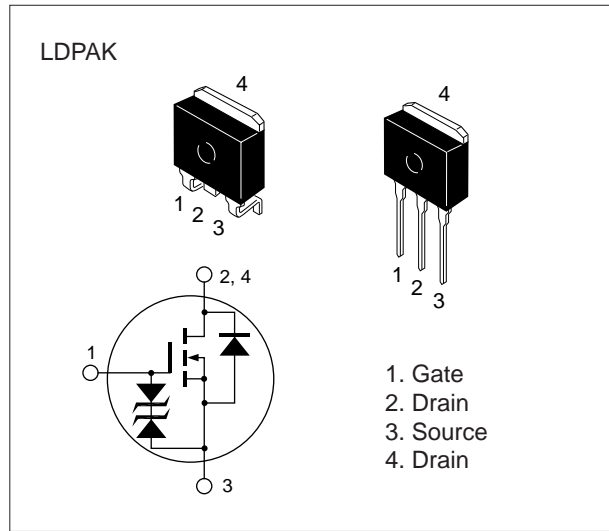 LDPAK
4
4
1 2 3
1 2 3
2, 4
1
3
1. Gate
2. Drain
3. Source
4. Drain